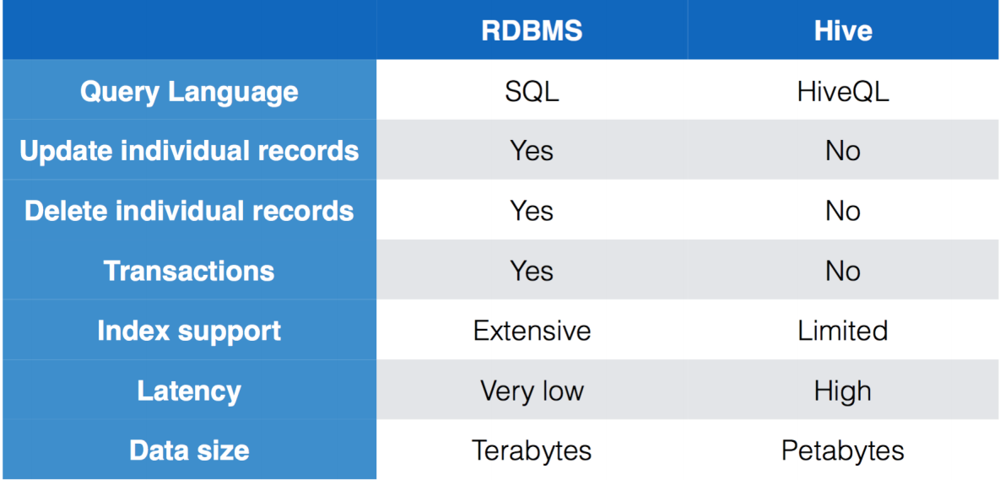 RDBMS Hive
Query Language SQL HiveQL
Update individual records Yes No
Delete individual records Yes No
Transactions Yes No
Index support Extensive Limited
Latency Very low High
Data size Terabytes Petabytes